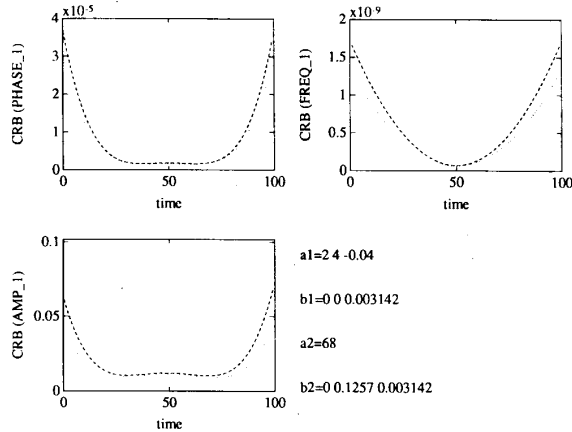 x10-5
4
3
2
1
0
0 50 100
CRB (PHASE_1)
time
x10-9
2
1.5
1
0.5
0
0 50 100
CRB (FREQ_1)
time
0.1
0.05
0
0 50 100
CRB (AMP_1)
time
a1=2 4 -0.04
b1=0 0 0.003142
a2=68
b2=0 0.1257 0.003142